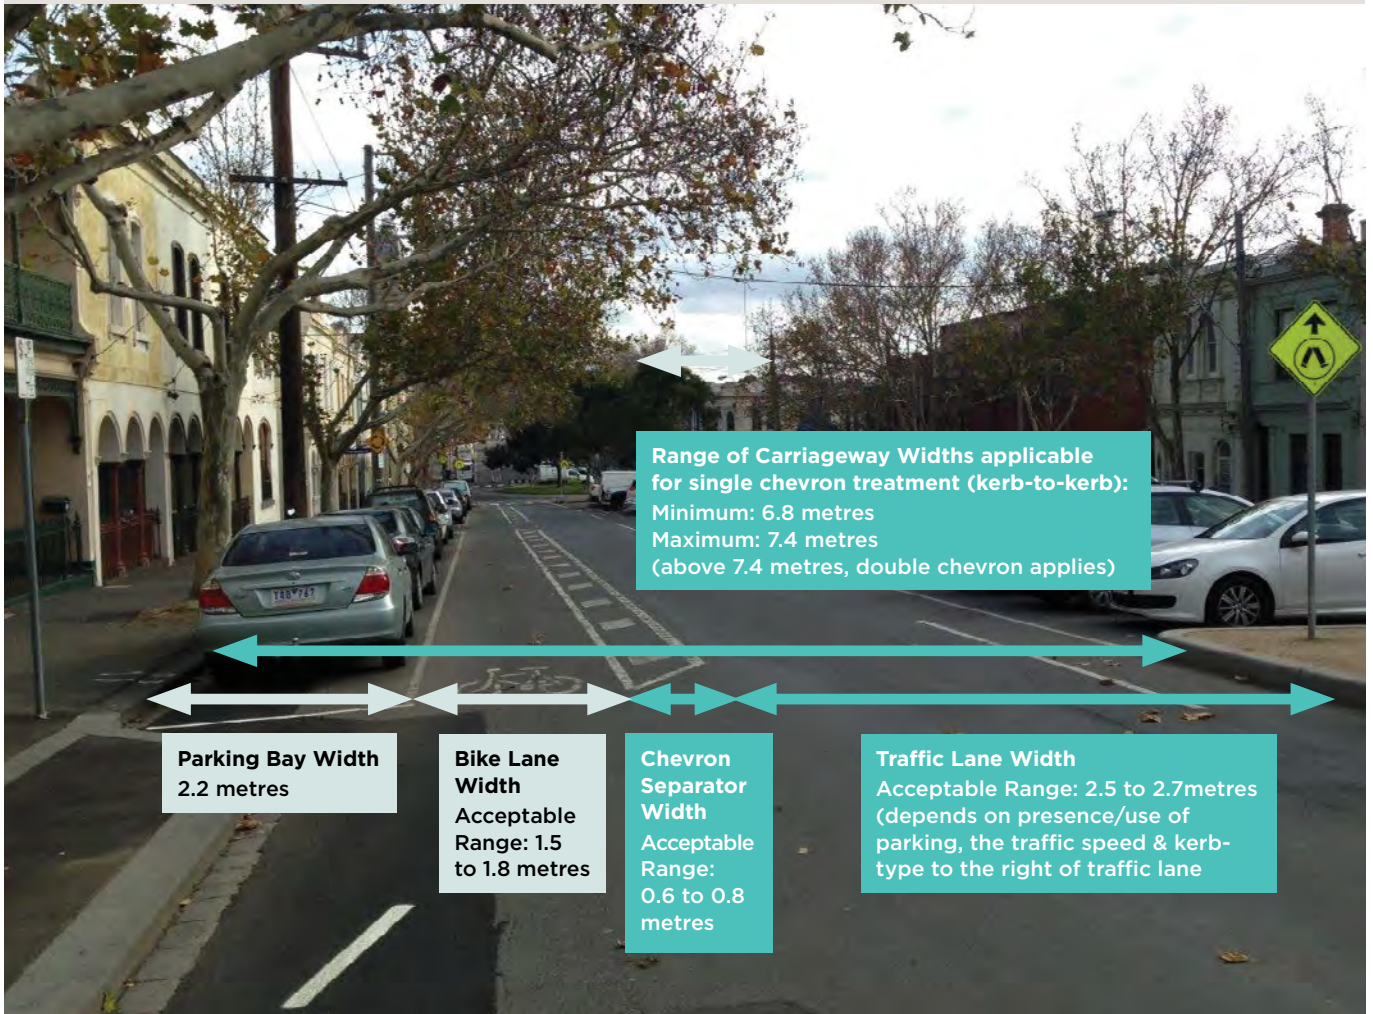 Range of Carriageway Widths applicable
for single chevron treatment (kerb-to-kerb):
Minimum: 6.8 metres
Maximum: 7.4 metres
(above 7.4 metres, double chevron applies)
Parking Bay Width
2.2 metres
Bike Lane
Width
Acceptable
Range: 1.5
to 1.8 metres
Chevron
Separator
Width
Acceptable
Range:
0.6 to 0.8
metres
Traffic Lane Width
Acceptable Range: 2.5 to 2.7metres
(depends on presence/use of
parking, the traffic speed & kerb-
type to the right of traffic lane